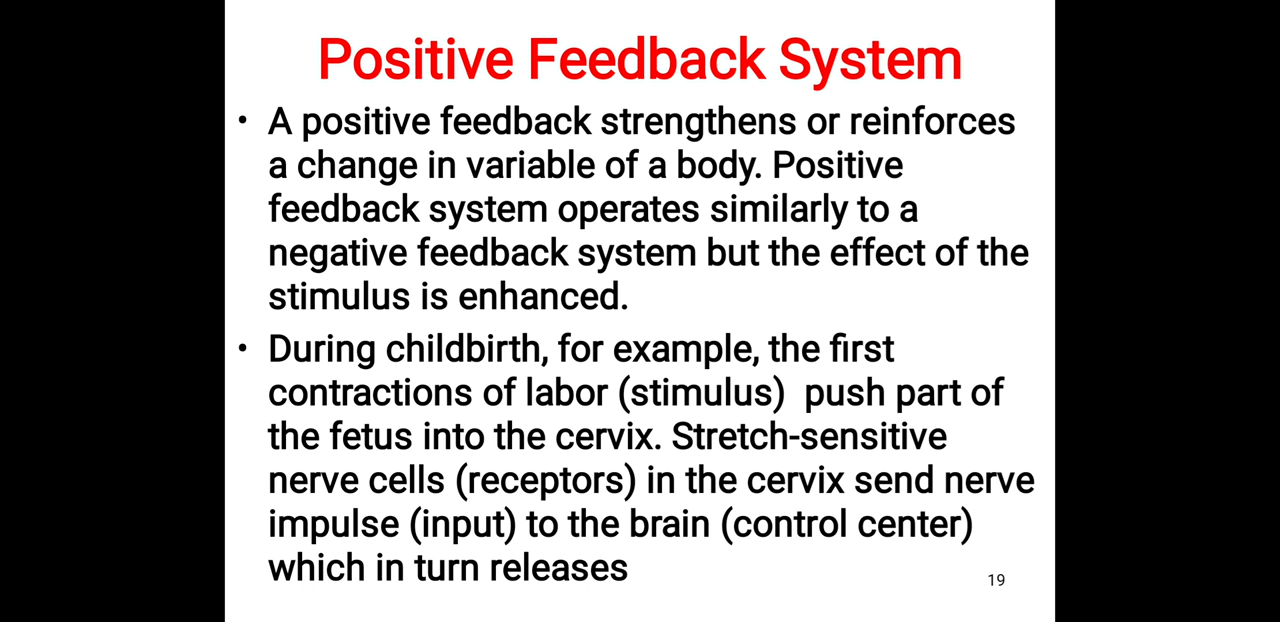 Positive Feedback System
• A positive feedback strengthens or reinforces
a change in variable of a body. Positive
feedback system operates similarly to a
negative feedback system but the effect of the
stimulus is enhanced.
• During childbirth, for example, the first
contractions of labor (stimulus)  push part of
the fetus into the cervix. Stretch-sensitive
nerve cells (receptors) in the cervix send nerve
impulse (input) to the brain (control center)
which in turn releases
19